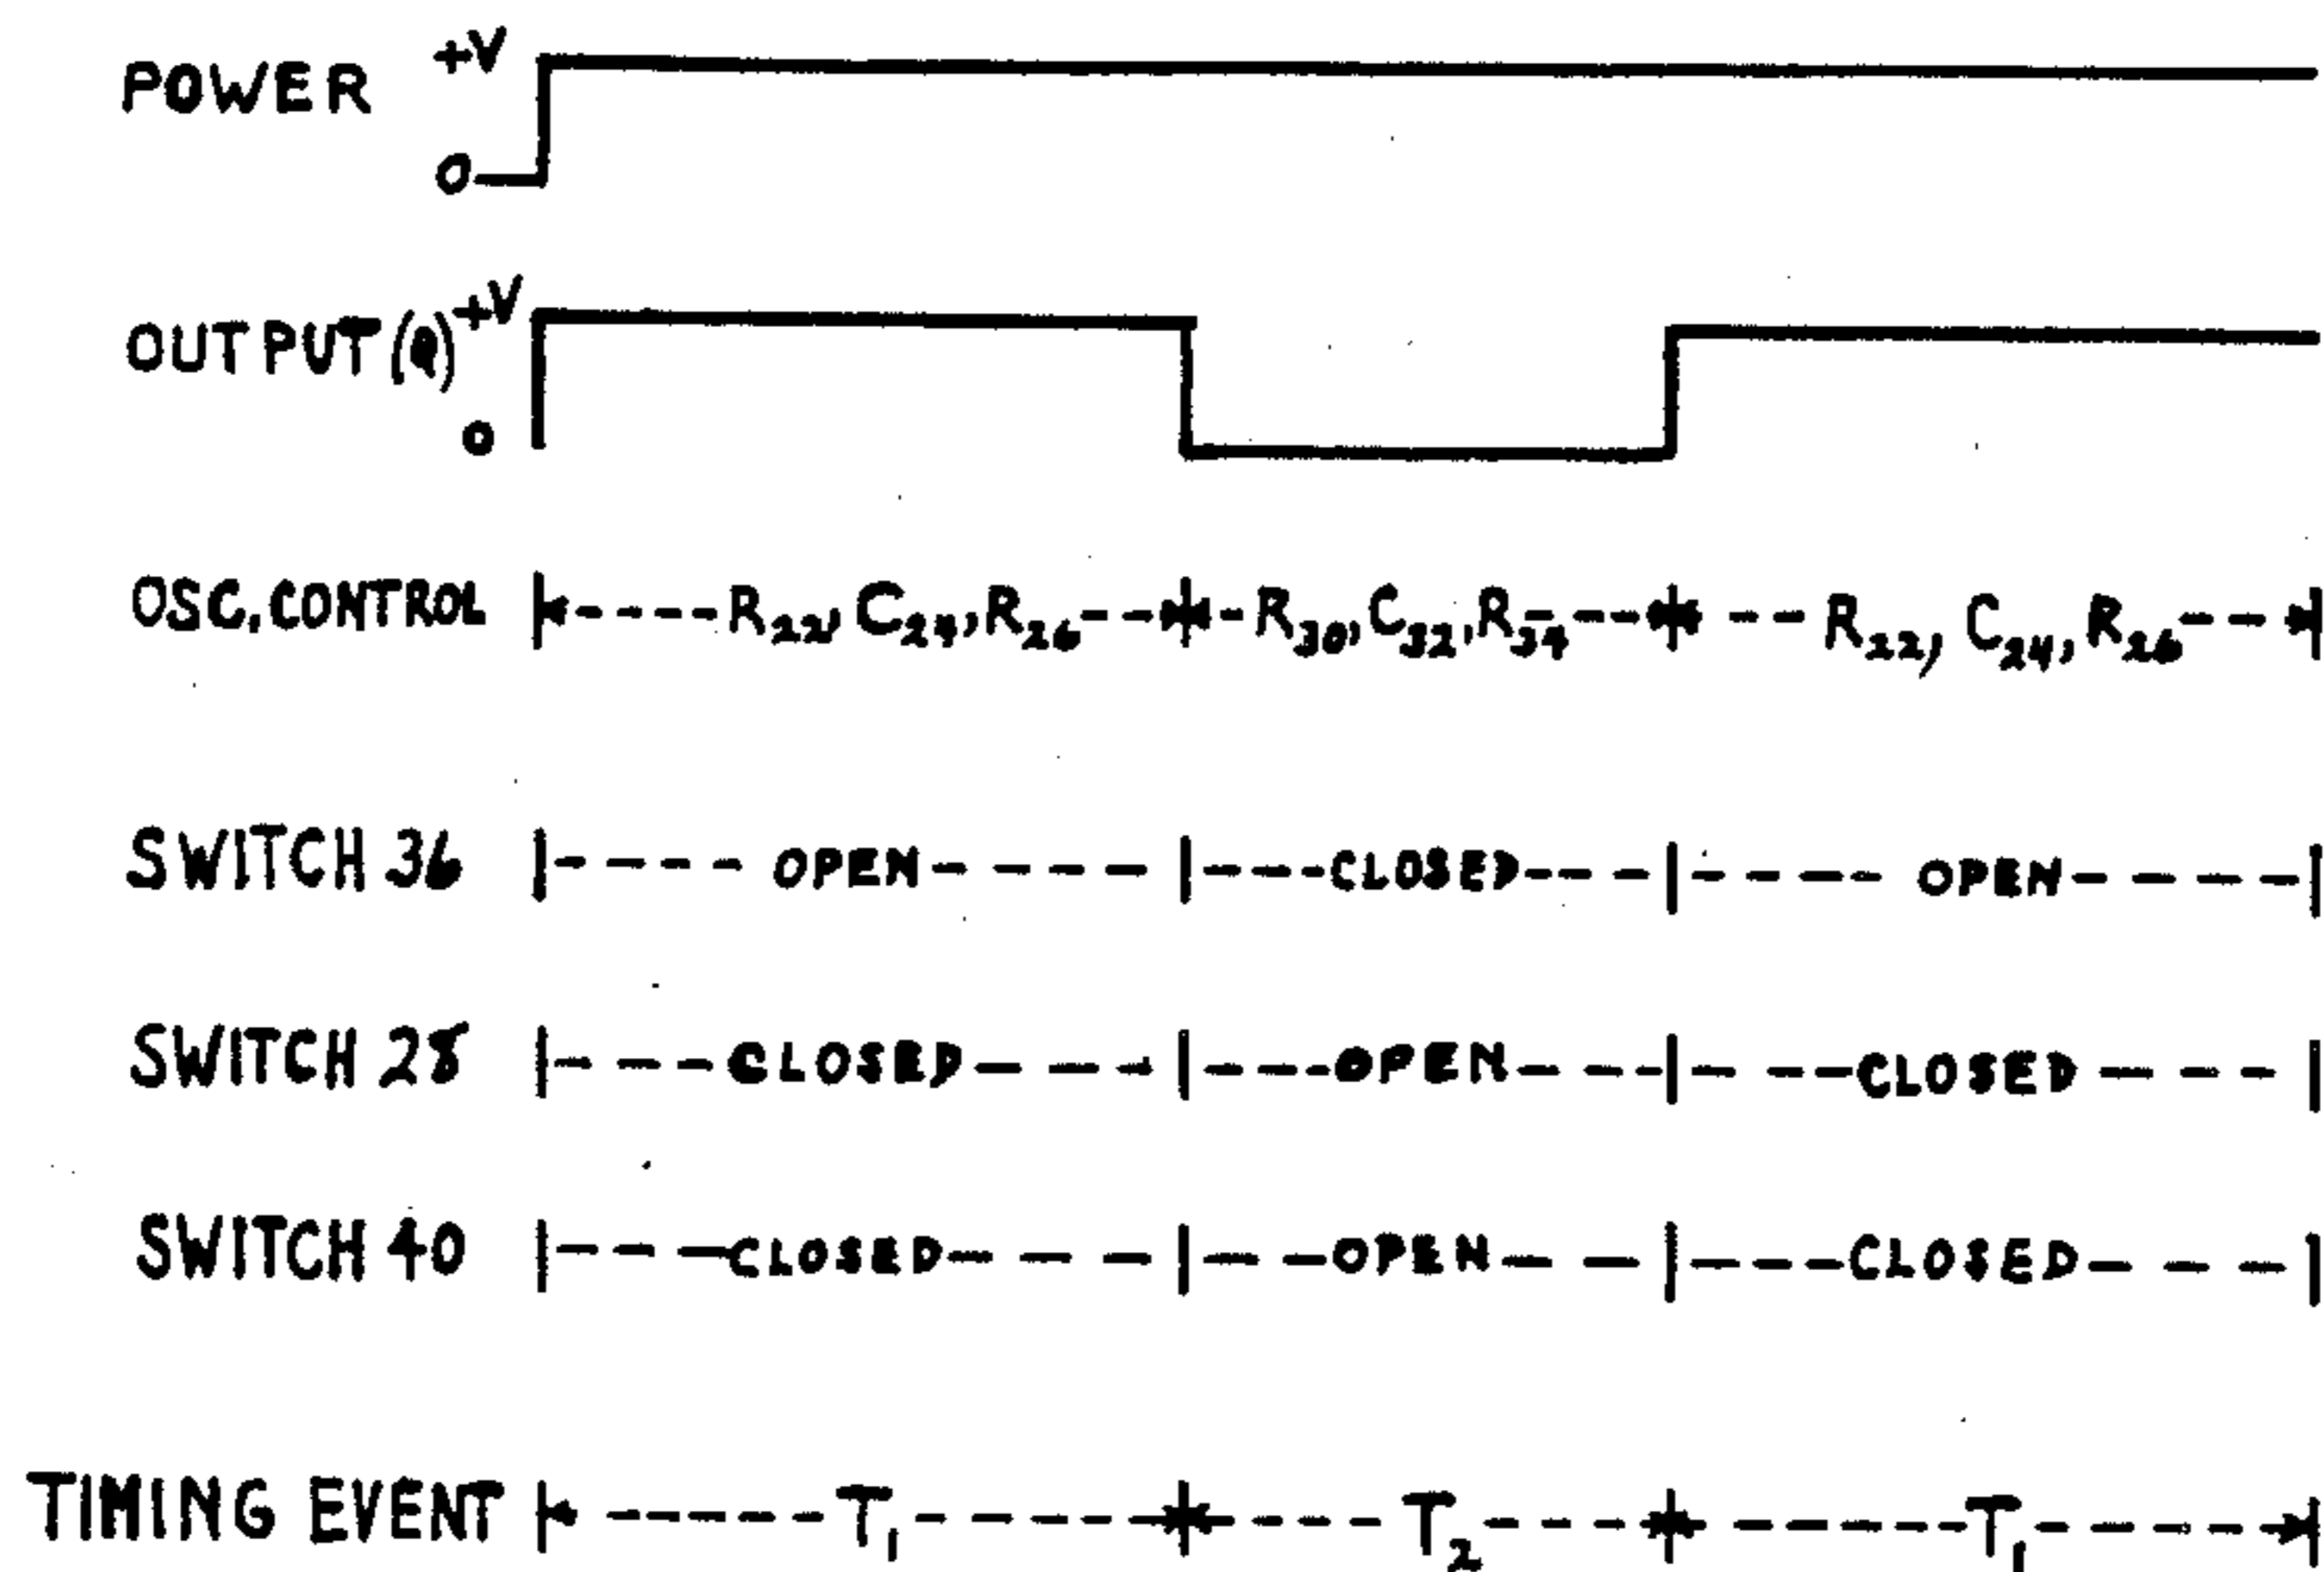 POWER +V
0
OUTPUT(Q) +V
0
OSC. CONTROL R22, C24, R26 R30, C32, R34 R22, C24, R26
SWITCH 36 OPEN CLOSED OPEN
SWITCH 28 CLOSED OPEN CLOSED
SWITCH 40 CLOSED OPEN CLOSED
TIMING EVENT T1 T2 T1